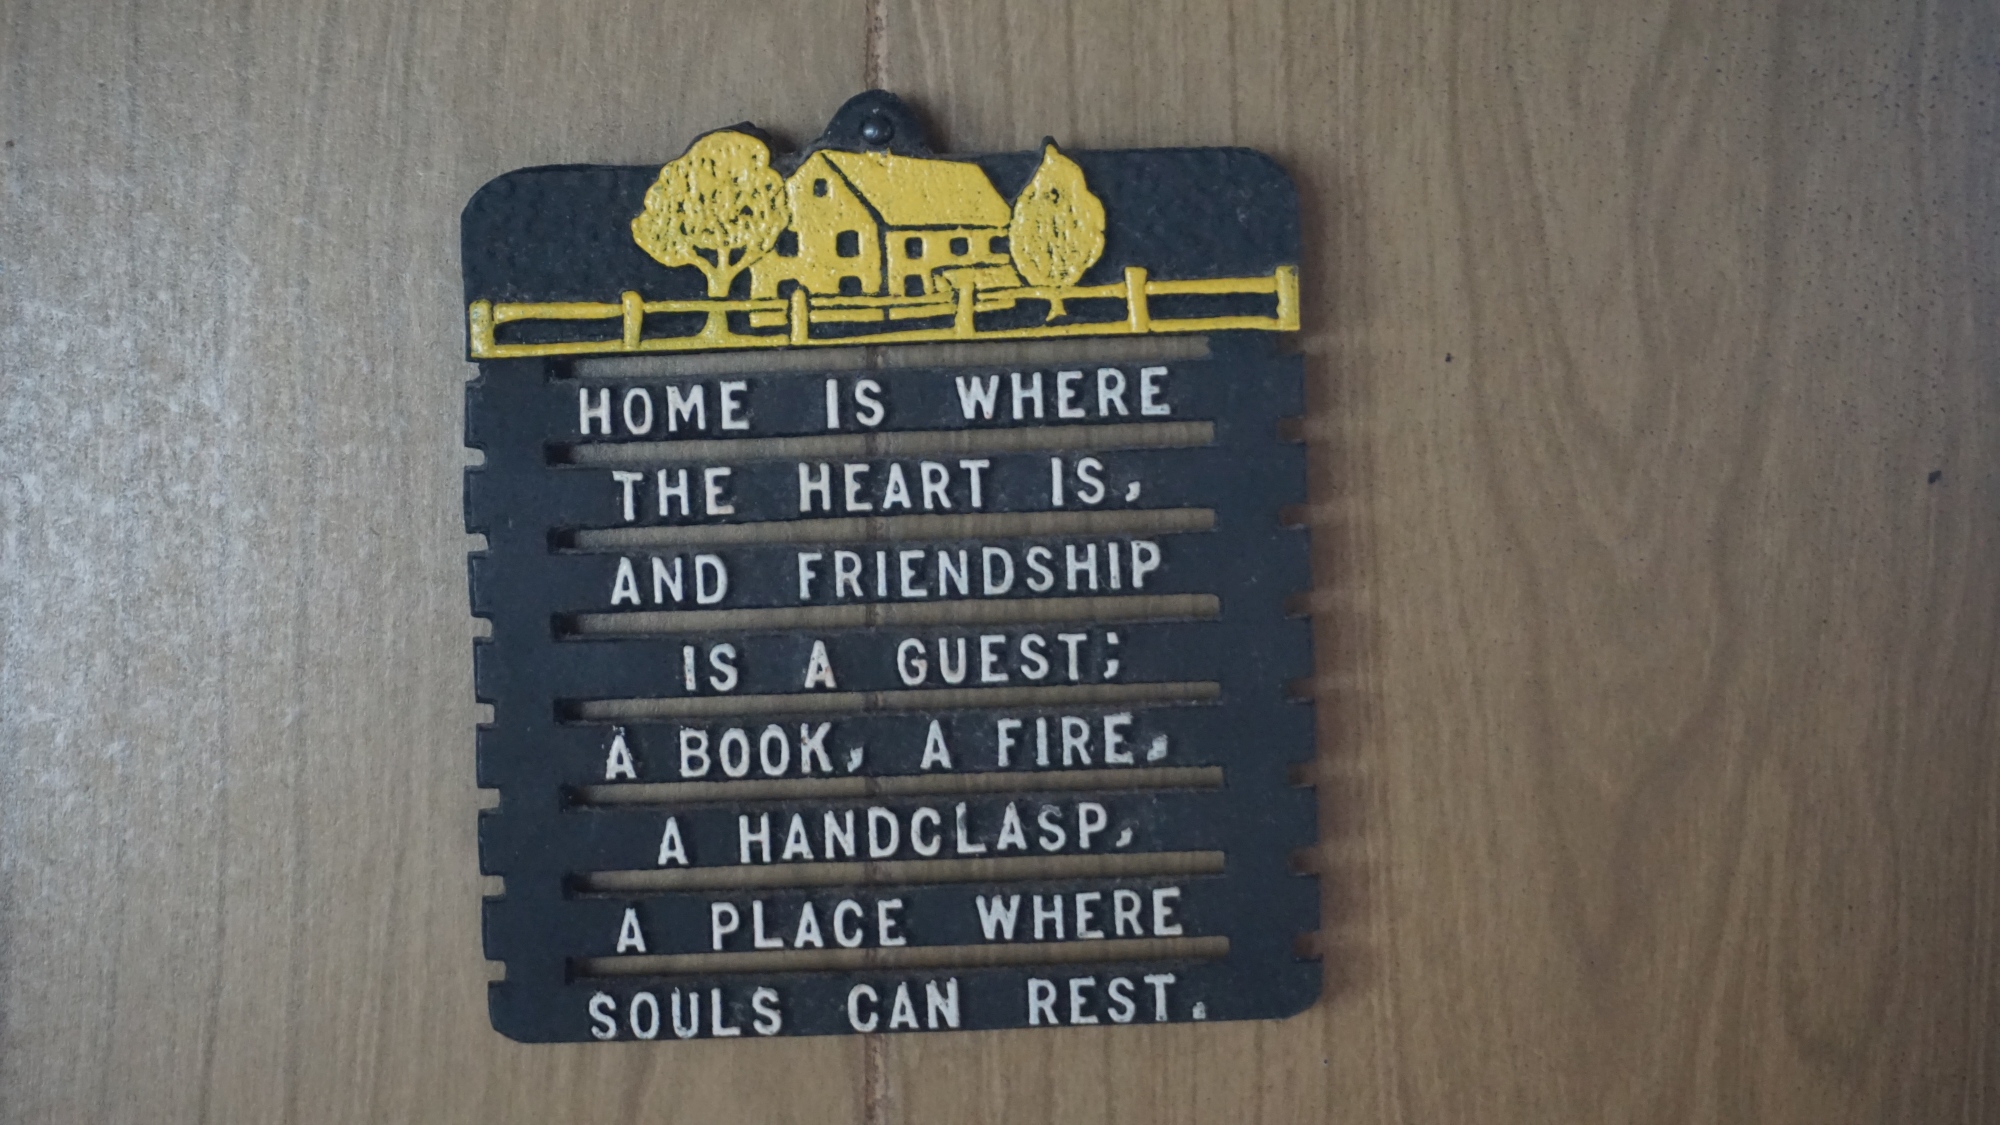 HOME IS WHERE
THE HEART IS,
AND FRIENDSHIP
IS A GUEST;
A BOOK, A FIRE,
A HANDCLASP,
A PLACE WHERE
SOULS CAN REST.